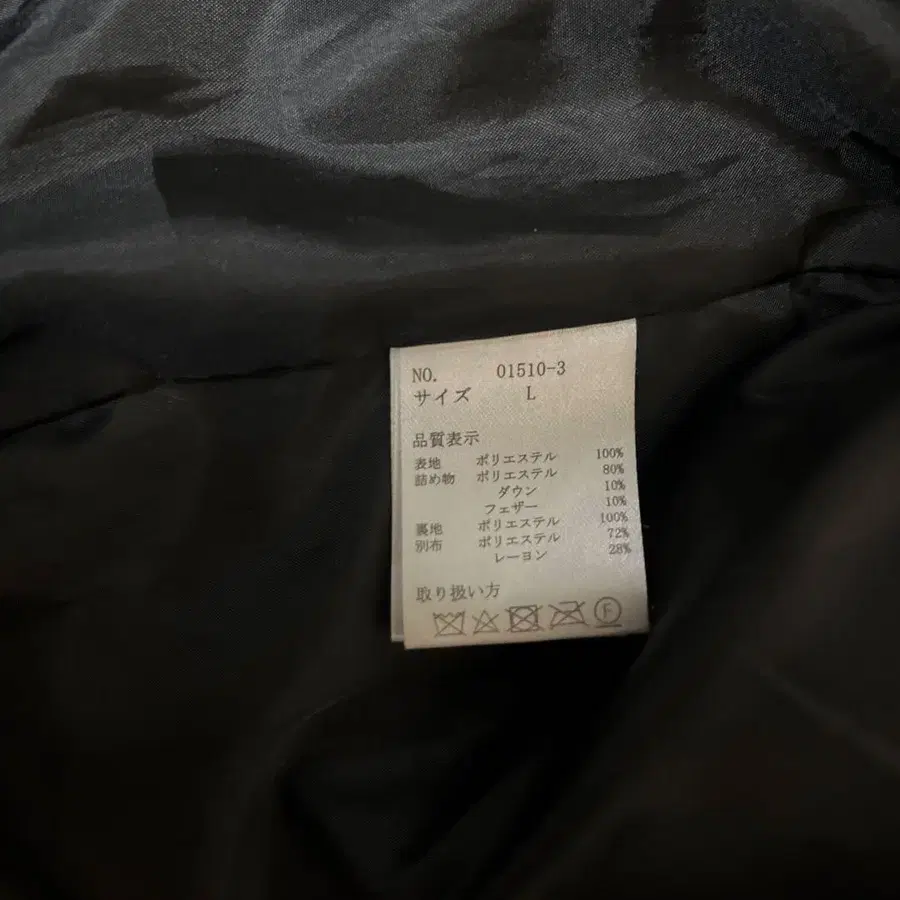 NO. 01510-3
サイズ L
品質表示
表地 ポリエステル 100%
詰め物 ポリエステル 80%
ダウン 10%
フェザー 10%
裏地 ポリエステル 100%
別布 ポリエステル 72%
レーヨン 28%
取り扱い方
F